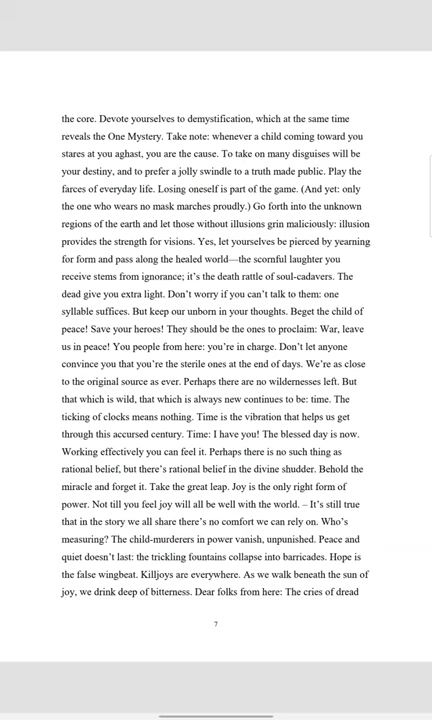 the core. Devote yourselves to demystification, which at the same time
reveals the One Mystery. Take note: whenever a child coming toward you
stares at you aghast, you are the cause. To take on many disguises will be
your destiny, and to prefer a jolly swindle to a truth made public. Play the
farces of everyday life. Losing oneself is part of the game. (And yet: only
the one who wears no mask marches proudly.) Go forth into the unknown
regions of the earth and let those without illusions grin maliciously: illusion
provides the strength for visions. Yes, let yourselves be pierced by yearning
for form and pass along the healed world—the scornful laughter you
receive stems from ignorance; it’s the death rattle of soul-cadavers. The
dead give you extra light. Don’t worry if you can’t talk to them: one
syllable suffices. But keep our unborn in your thoughts. Beget the child of
peace! Save your heroes! They should be the ones to proclaim: War, leave
us in peace! You people from here: you’re in charge. Don’t let anyone
convince you that you’re the sterile ones at the end of days. We’re as close
to the original source as ever. Perhaps there are no wildernesses left. But
that which is wild, that which is always new continues to be: time. The
ticking of clocks means nothing. Time is the vibration that helps us get
through this accursed century. Time: I have you! The blessed day is now.
Working effectively you can feel it. Perhaps there is no such thing as
rational belief, but there’s rational belief in the divine shudder. Behold the
miracle and forget it. Take the great leap. Joy is the only right form of
power. Not till you feel joy will all be well with the world. – It’s still true
that in the story we all share there’s no comfort we can rely on. Who’s
measuring? The child-murderers in power vanish, unpunished. Peace and
quiet doesn’t last: the trickling fountains collapse into barricades. Hope is
the false wingbeat. Killjoys are everywhere. As we walk beneath the sun of
joy, we drink deep of bitterness. Dear folks from here: The cries of dread
7